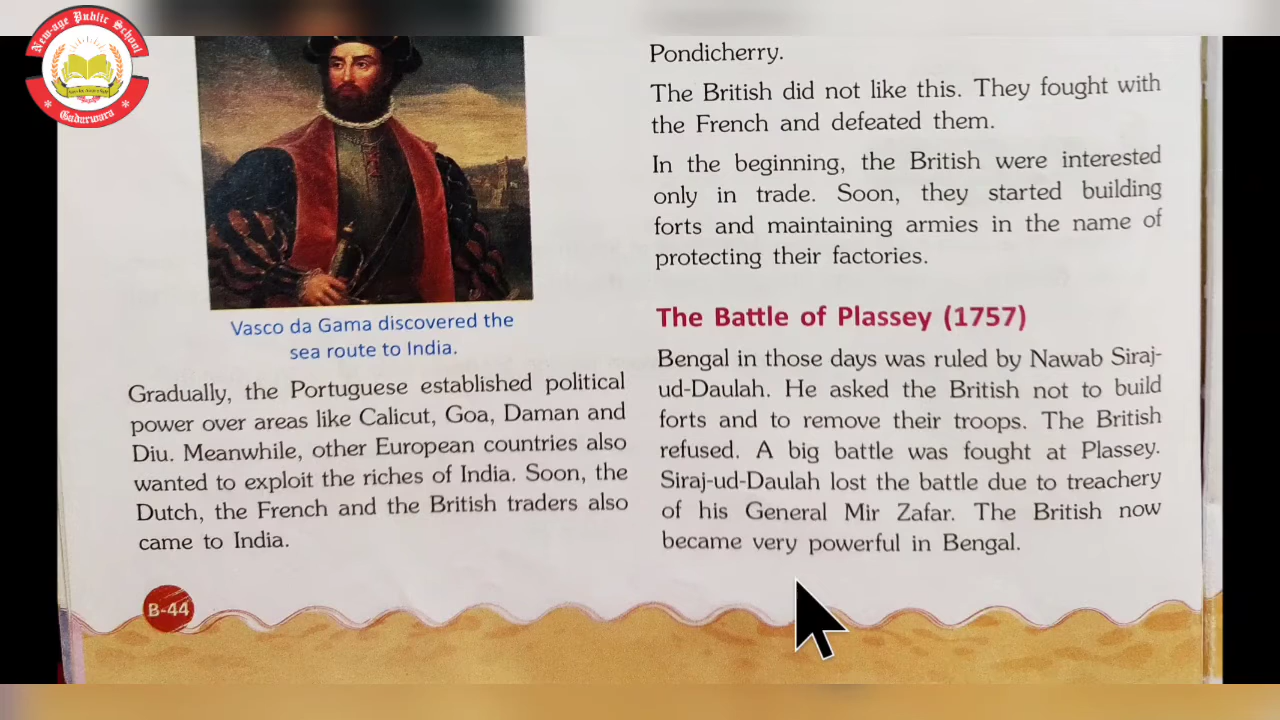 New-age Public School
Gadarwara
Vasco da Gama discovered the
sea route to India.
Gradually, the Portuguese established political
power over areas like Calicut, Goa, Daman and
Diu. Meanwhile, other European countries also
wanted to exploit the riches of India. Soon, the
Dutch, the French and the British traders also
came to India.
B-44
Pondicherry.
The British did not like this. They fought with
the French and defeated them.
In the beginning, the British were interested
only in trade. Soon, they started building
forts and maintaining armies in the name of
protecting their factories.
The Battle of Plassey (1757)
Bengal in those days was ruled by Nawab Siraj-
ud-Daulah. He asked the British not to build
forts and to remove their troops. The British
refused. A big battle was fought at Plassey.
Siraj-ud-Daulah lost the battle due to treachery
of his General Mir Zafar. The British now
became very powerful in Bengal.